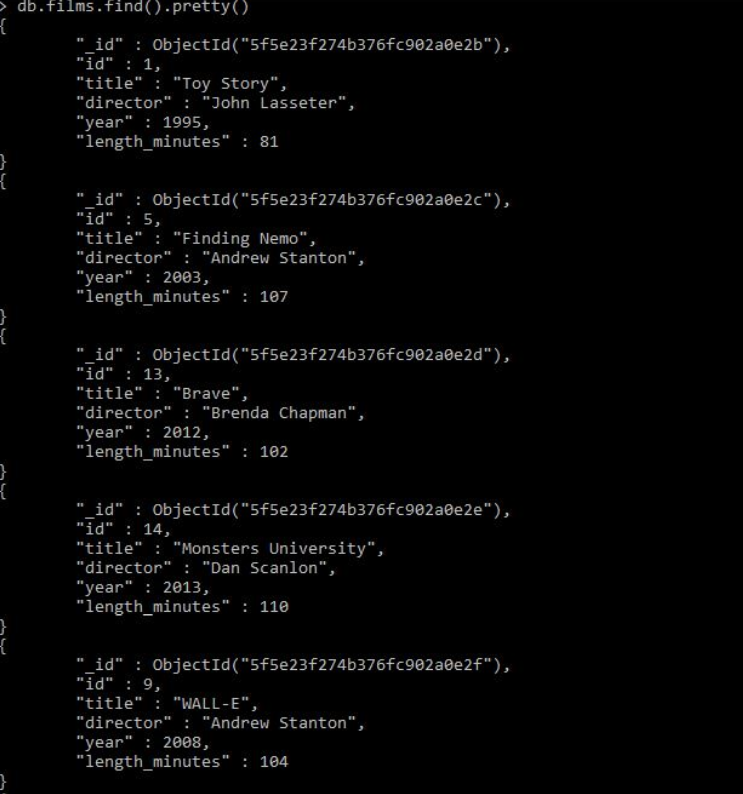 > db.films.find().pretty()
{
"_id" : ObjectId("5f5e23f274b376fc902a0e2b"),
"id" : 1,
"title" : "Toy Story",
"director" : "John Lasseter",
"year" : 1995,
"length_minutes" : 81
}
{
"_id" : ObjectId("5f5e23f274b376fc902a0e2c"),
"id" : 5,
"title" : "Finding Nemo",
"director" : "Andrew Stanton",
"year" : 2003,
"length_minutes" : 107
}
{
"_id" : ObjectId("5f5e23f274b376fc902a0e2d"),
"id" : 13,
"title" : "Brave",
"director" : "Brenda Chapman",
"year" : 2012,
"length_minutes" : 102
}
{
"_id" : ObjectId("5f5e23f274b376fc902a0e2e"),
"id" : 14,
"title" : "Monsters University",
"director" : "Dan Scanlon",
"year" : 2013,
"length_minutes" : 110
}
{
"_id" : ObjectId("5f5e23f274b376fc902a0e2f"),
"id" : 9,
"title" : "WALL-E",
"director" : "Andrew Stanton",
"year" : 2008,
"length_minutes" : 104
}